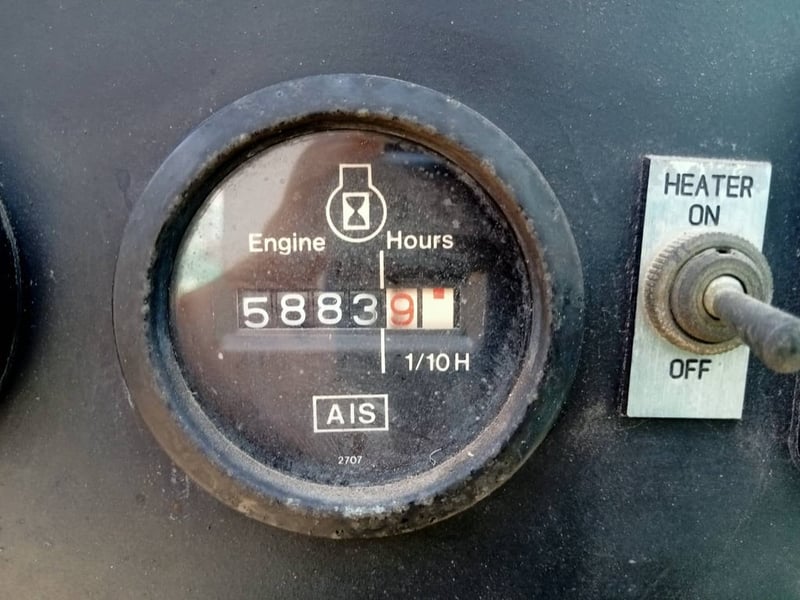 Engine Hours
58839
1/10 H
AIS
2707
HEATER
ON
OFF